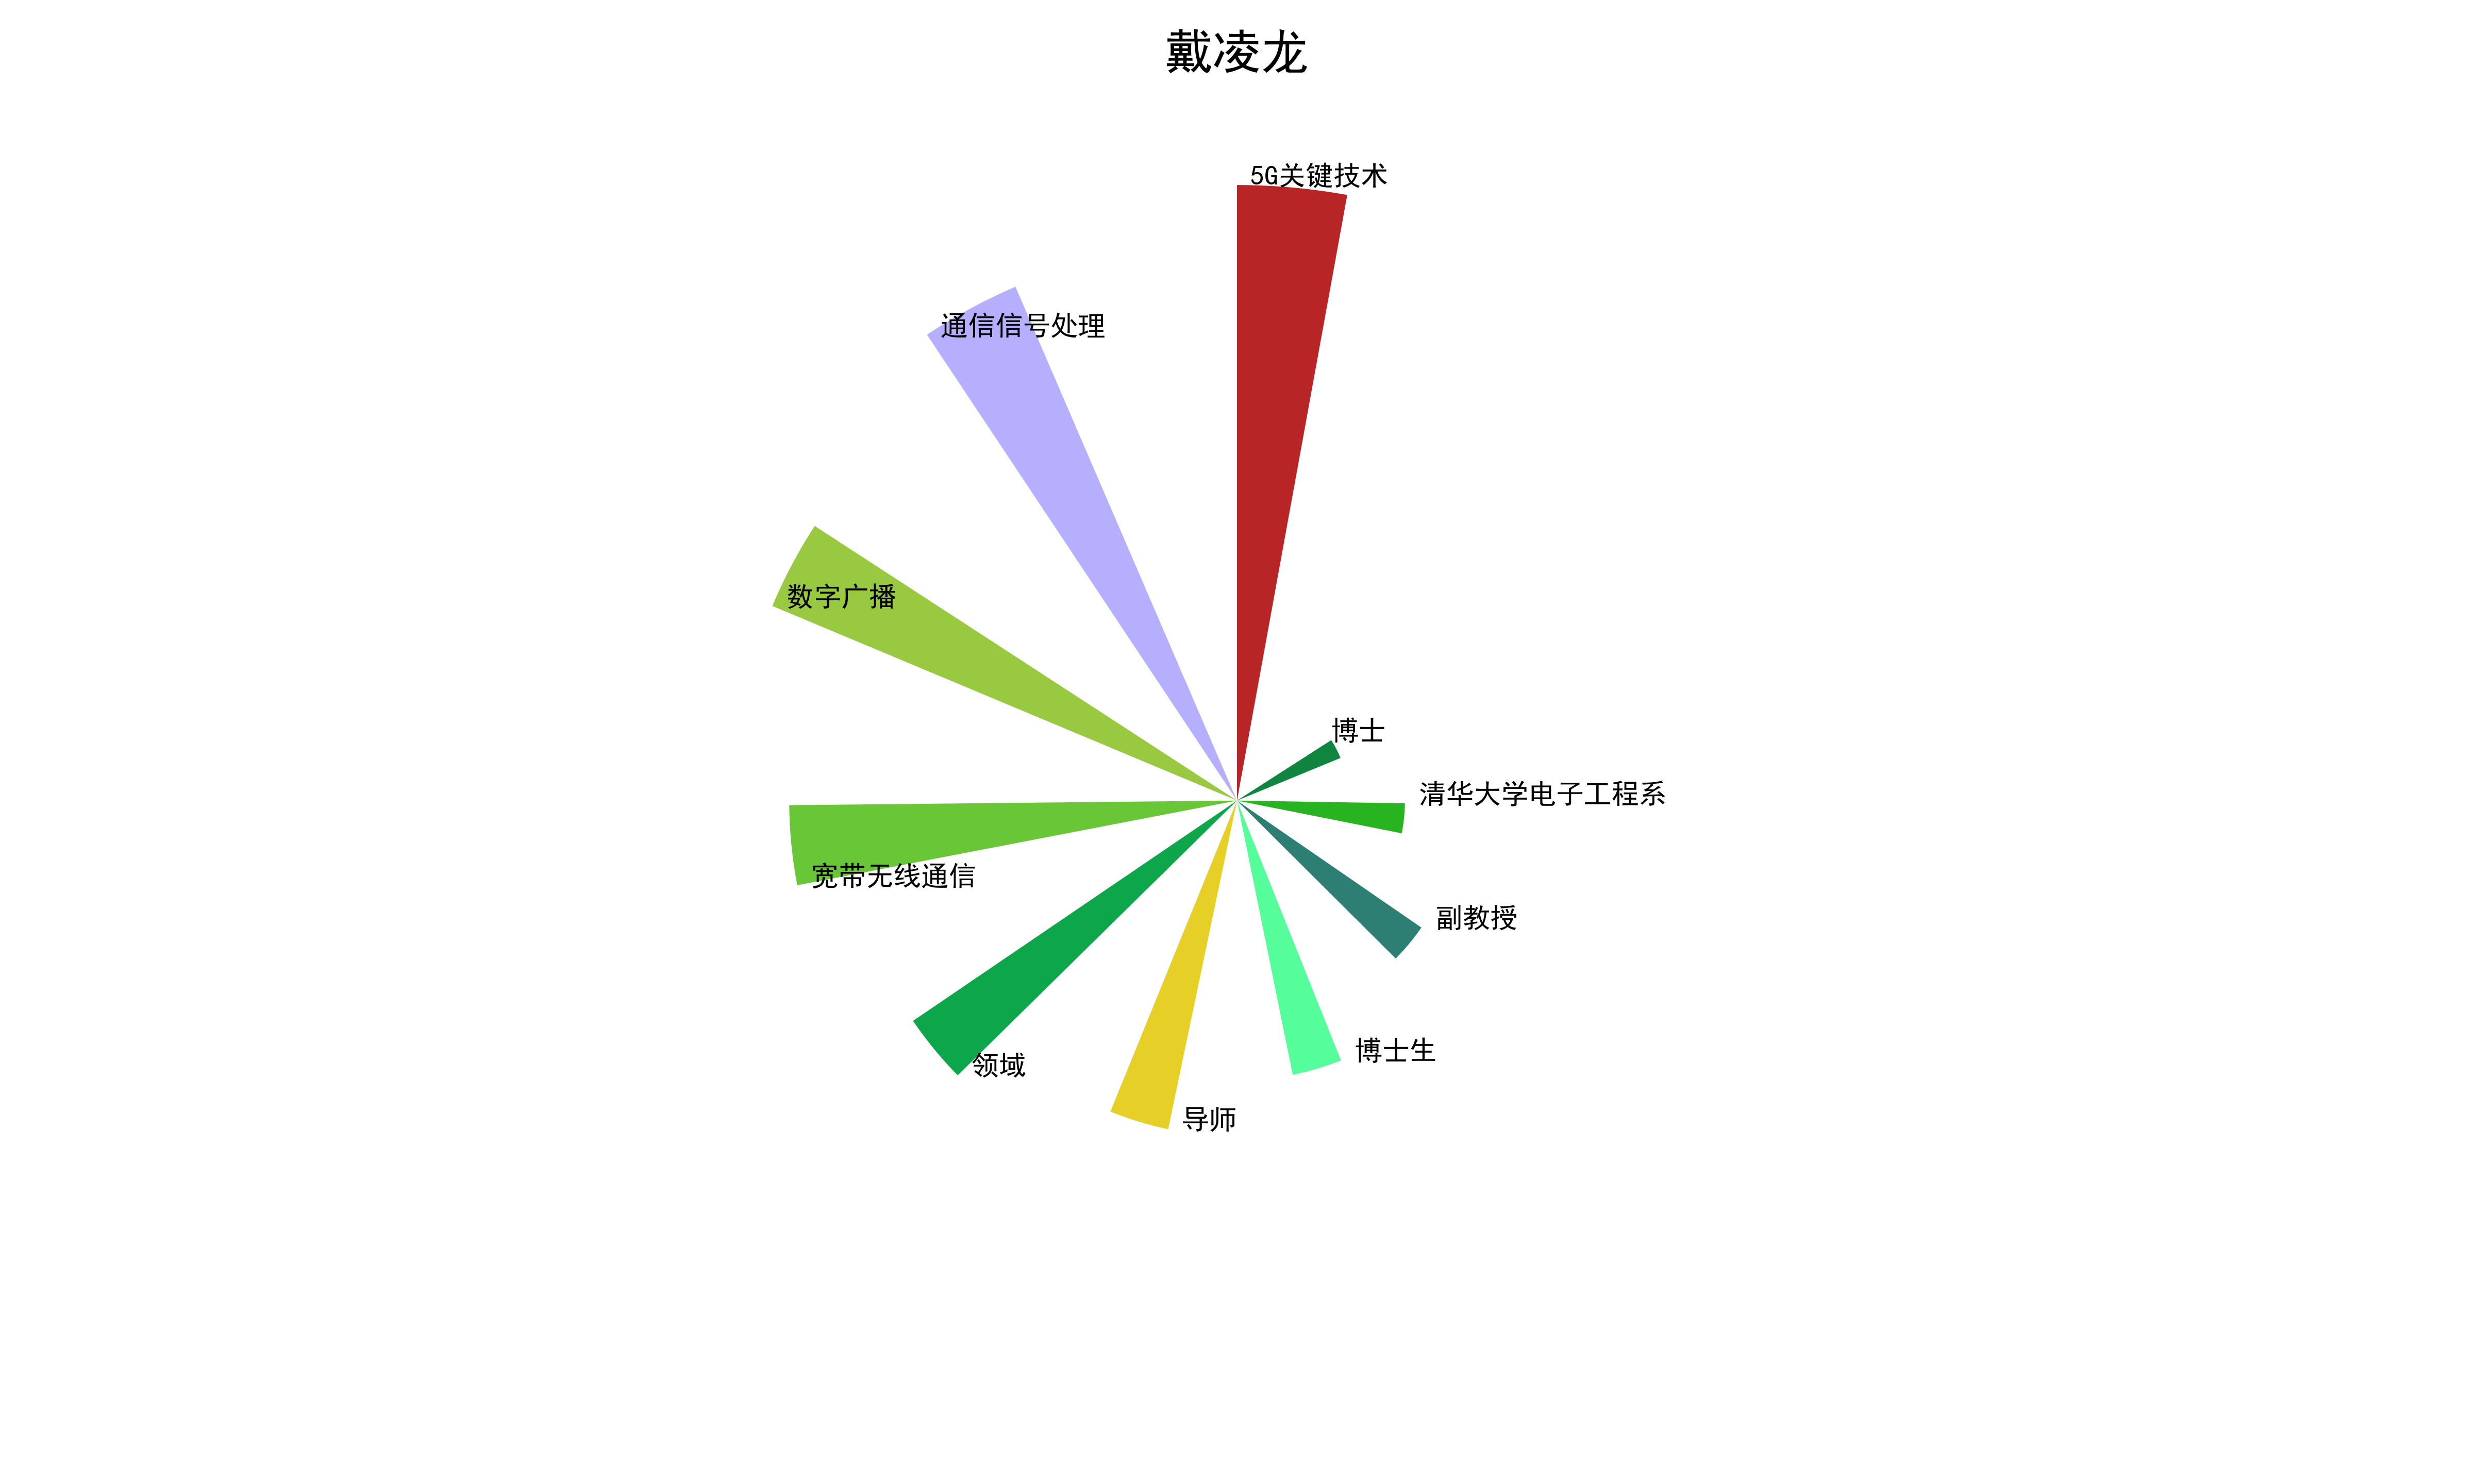 戴凌龙
5G关键技术
通信信号处理
数字广播
博士
清华大学电子工程系
宽带无线通信
副教授
博士生
领域
导师